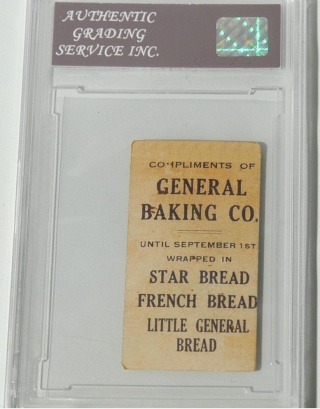 AUTHENTIC
GRADING
SERVICE INC.
COMPLIMENTS OF
GENERAL
BAKING CO.
UNTIL SEPTEMBER 1ST
WRAPPED IN
STAR BREAD
FRENCH BREAD
LITTLE GENERAL
BREAD